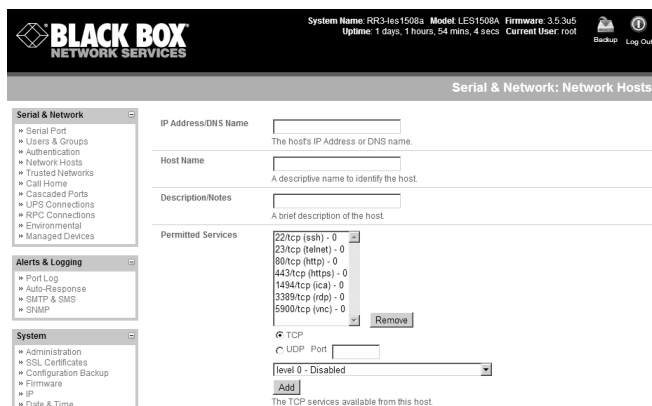 BLACK BOX®
NETWORK SERVICES
System Name: RR3-les1508a Model: LES1508A Firmware: 3.5.3u5
Uptime: 1 days, 1 hours, 54 mins, 4 secs Current User: root
Backup
Log Out
Serial & Network: Network Hosts
Serial & Network
» Serial Port
» Users & Groups
» Authentication
» Network Hosts
» Trusted Networks
» Call Home
» Cascaded Ports
» UPS Connections
» RPC Connections
» Environmental
» Managed Devices
Alerts & Logging
» Port Log
» Auto-Response
» SMTP & SMS
» SNMP
System
» Administration
» SSL Certificates
» Configuration Backup
» Firmware
» IP
» Date & Time
IP Address/DNS Name
The host's IP Address or DNS name.
Host Name
A descriptive name to identify the host.
Description/Notes
A brief description of the host.
Permitted Services
22/tcp (ssh) - 0
23/tcp (telnet) - 0
80/tcp (http) - 0
443/tcp (https) - 0
1494/tcp (ica) - 0
3389/tcp (rdp) - 0
5900/tcp (vnc) - 0
Remove
TCP
UDP Port
level 0 - Disabled
Add
The TCP services available from this host.